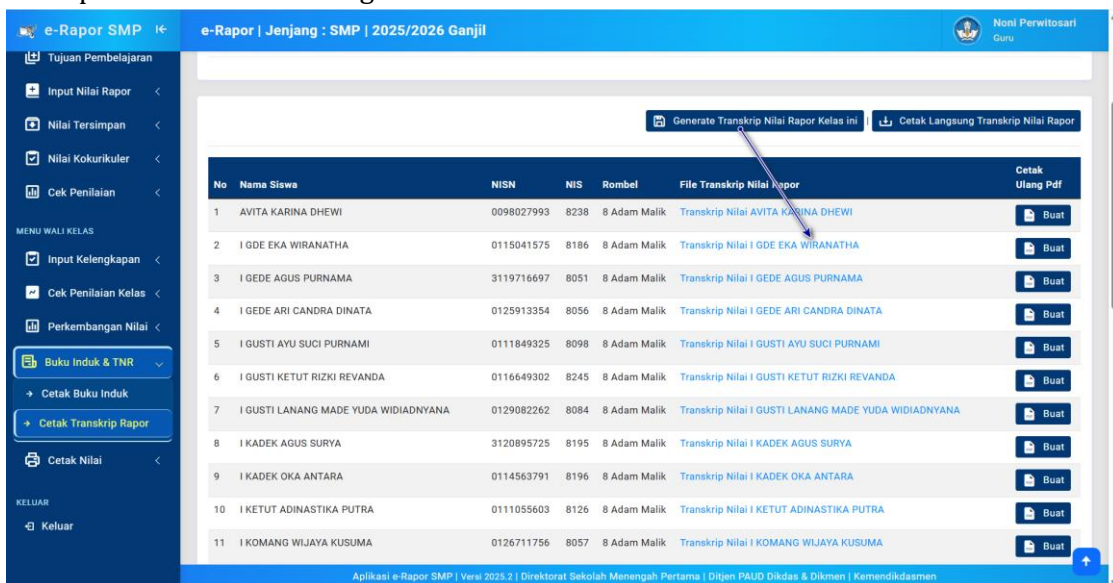 e-Rapor SMP
e-Rapor | Jenjang : SMP | 2025/2026 Ganjil
Noni Perwitosari
Guru
Tujuan Pembelajaran
Input Nilai Rapor
Nilai Tersimpan
Nilai Kokurikuler
Cek Penilaian
MENU WALI KELAS
Input Kelengkapan
Cek Penilaian Kelas
Perkembangan Nilai
Buku Induk & TNR
Cetak Buku Induk
Cetak Transkrip Rapor
Cetak Nilai
KELUAR
Keluar
Generate Transkrip Nilai Rapor Kelas ini | Cetak Langsung Transkrip Nilai Rapor
No Nama Siswa NISN NIS Rombel File Transkrip Nilai Rapor Cetak Ulang Pdf
1 AVITA KARINA DHEWI 0098027993 8238 8 Adam Malik Transkrip Nilai AVITA KARINA DHEWI Buat
2 I GDE EKA WIRANATHA 0115041575 8186 8 Adam Malik Transkrip Nilai I GDE EKA WIRANATHA Buat
3 I GEDE AGUS PURNAMA 3119716697 8051 8 Adam Malik Transkrip Nilai I GEDE AGUS PURNAMA Buat
4 I GEDE ARI CANDRA DINATA 0125913354 8056 8 Adam Malik Transkrip Nilai I GEDE ARI CANDRA DINATA Buat
5 I GUSTI AYU SUCI PURNAMI 0111849325 8098 8 Adam Malik Transkrip Nilai I GUSTI AYU SUCI PURNAMI Buat
6 I GUSTI KETUT RIZKI REVANDA 0116649302 8245 8 Adam Malik Transkrip Nilai I GUSTI KETUT RIZKI REVANDA Buat
7 I GUSTI LANANG MADE YUDA WIDIADNYANA 0129082262 8084 8 Adam Malik Transkrip Nilai I GUSTI LANANG MADE YUDA WIDIADNYANA Buat
8 I KADEK AGUS SURYA 3120895725 8195 8 Adam Malik Transkrip Nilai I KADEK AGUS SURYA Buat
9 I KADEK OKA ANTARA 0114563791 8196 8 Adam Malik Transkrip Nilai I KADEK OKA ANTARA Buat
10 I KETUT ADINASTIKA PUTRA 0111055603 8126 8 Adam Malik Transkrip Nilai I KETUT ADINASTIKA PUTRA Buat
11 I KOMANG WIJAYA KUSUMA 0126711756 8057 8 Adam Malik Transkrip Nilai I KOMANG WIJAYA KUSUMA Buat
Aplikasi e-Rapor SMP | Versi 2025.2 | Direktorat Sekolah Menengah Pertama | Ditjen PAUD Dikdas & Dikmen | Kemendikdasmen